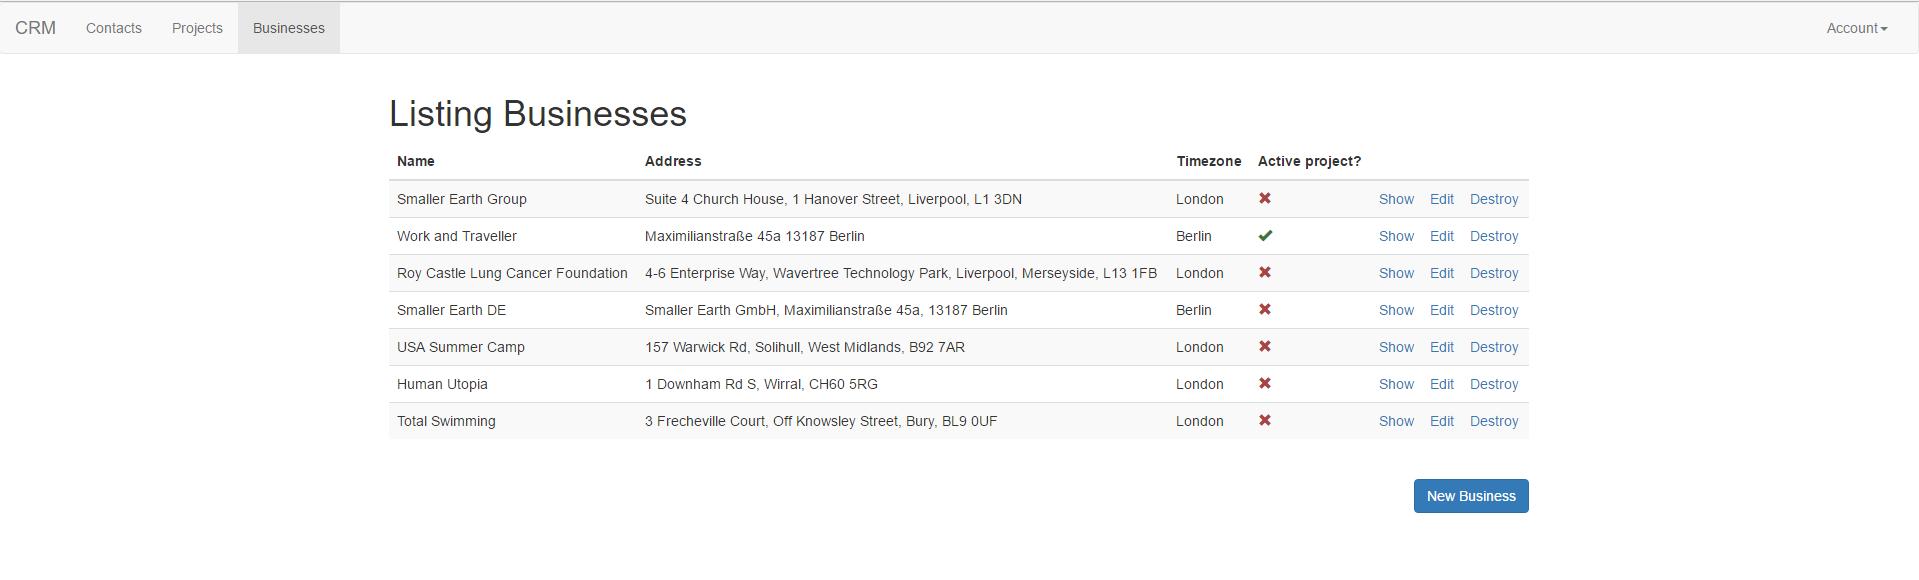 CRM Contacts Projects Businesses Account
Listing Businesses
Name Address Timezone Active project?
Smaller Earth Group Suite 4 Church House, 1 Hanover Street, Liverpool, L1 3DN London Show Edit Destroy
Work and Traveller Maximilianstraße 45a 13187 Berlin Berlin Show Edit Destroy
Roy Castle Lung Cancer Foundation 4-6 Enterprise Way, Wavertree Technology Park, Liverpool, Merseyside, L13 1FB London Show Edit Destroy
Smaller Earth DE Smaller Earth GmbH, Maximilianstraße 45a, 13187 Berlin Berlin Show Edit Destroy
USA Summer Camp 157 Warwick Rd, Solihull, West Midlands, B92 7AR London Show Edit Destroy
Human Utopia 1 Downham Rd S, Wirral, CH60 5RG London Show Edit Destroy
Total Swimming 3 Frecheville Court, Off Knowsley Street, Bury, BL9 0UF London Show Edit Destroy
New Business